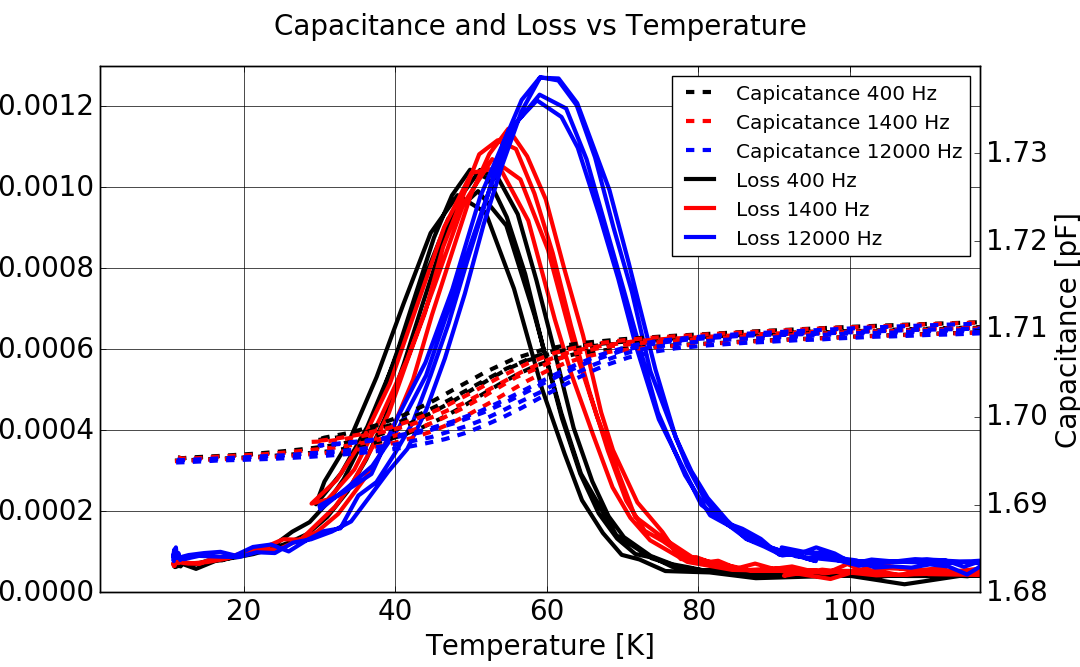 Capacitance and Loss vs Temperature
Capicatance 400 Hz
Capicatance 1400 Hz
Capicatance 12000 Hz
Loss 400 Hz
Loss 1400 Hz
Loss 12000 Hz
0.0012
0.0010
0.0008
0.0006
0.0004
0.0002
0.0000
1.73
1.72
1.71
1.70
1.69
1.68
Capacitance [pF]
20 40 60 80 100
Temperature [K]